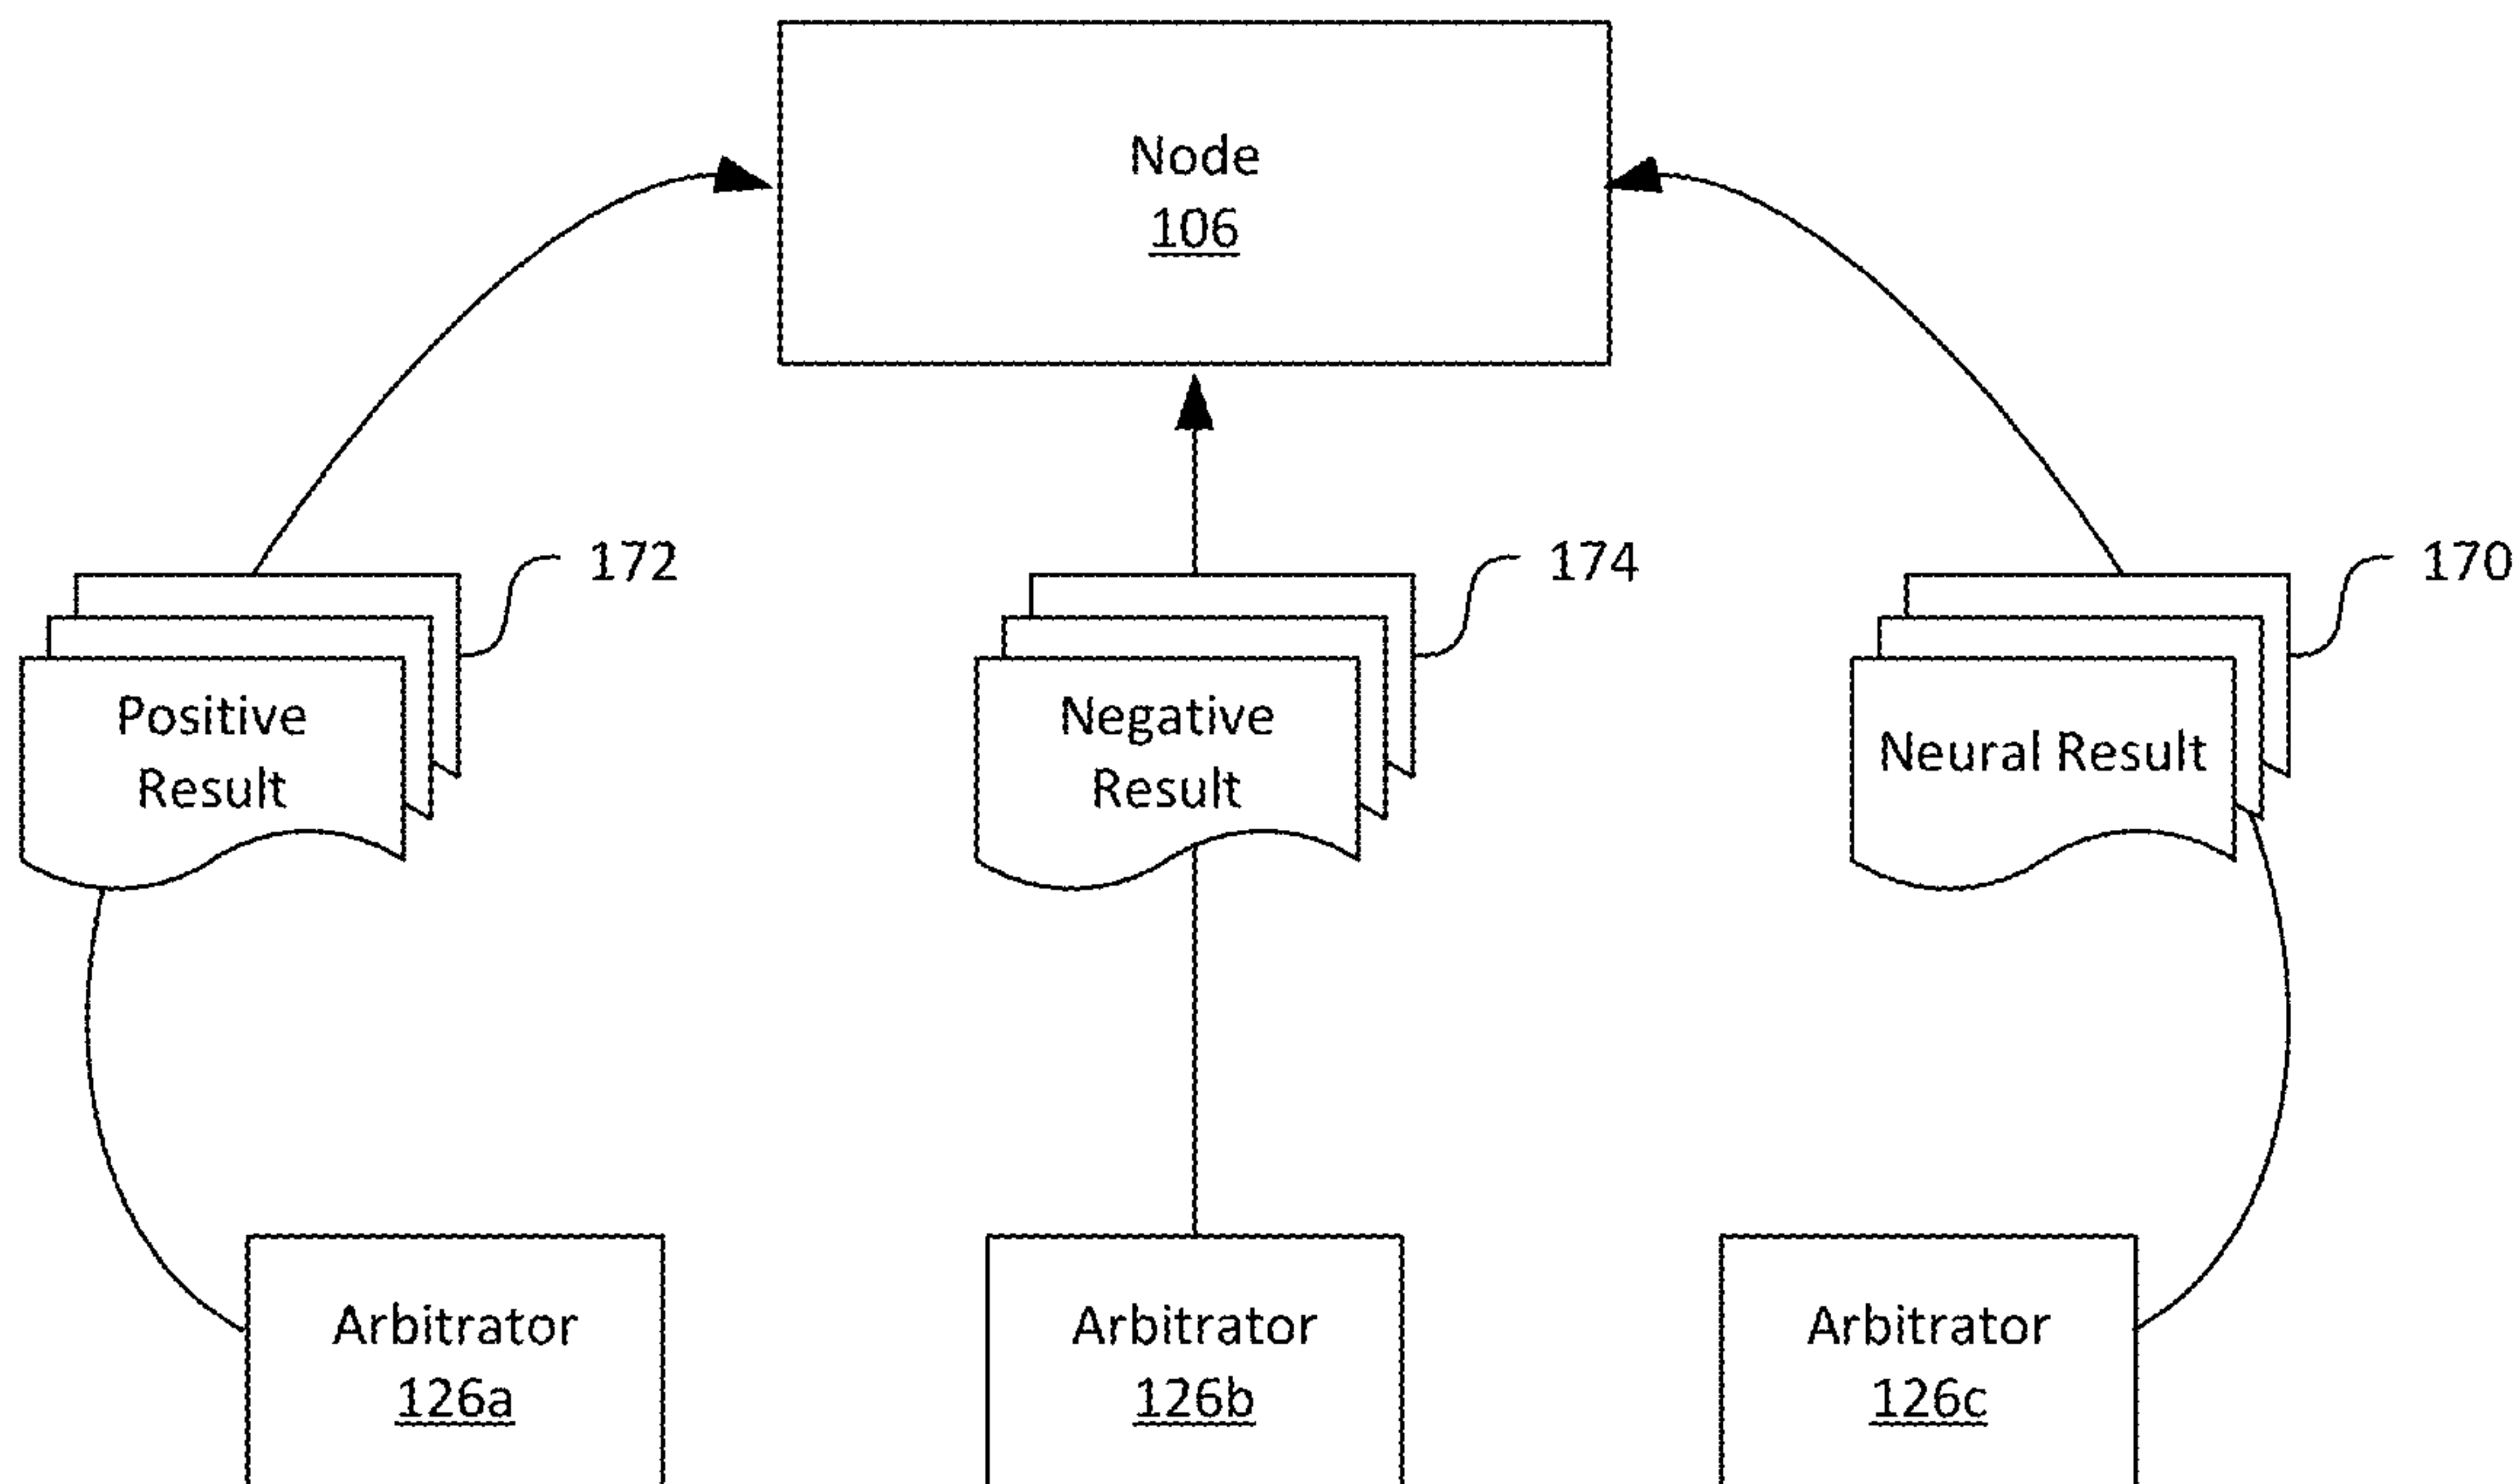 Node
106
172
174
170
Positive
Result
Negative
Result
Neural Result
Arbitrator
126a
Arbitrator
126b
Arbitrator
126c